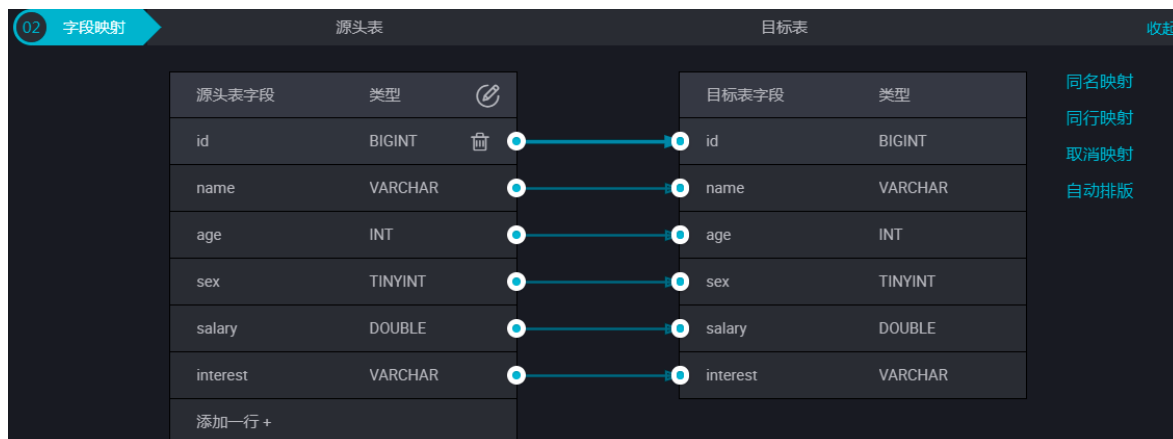 02 字段映射 源头表 目标表 收起
源头表字段 类型 目标表字段 类型 同名映射
id BIGINT id BIGINT 同行映射
取消映射
name VARCHAR name VARCHAR 自动排版
age INT age INT
sex TINYINT sex TINYINT
salary DOUBLE salary DOUBLE
interest VARCHAR interest VARCHAR
添加一行 +